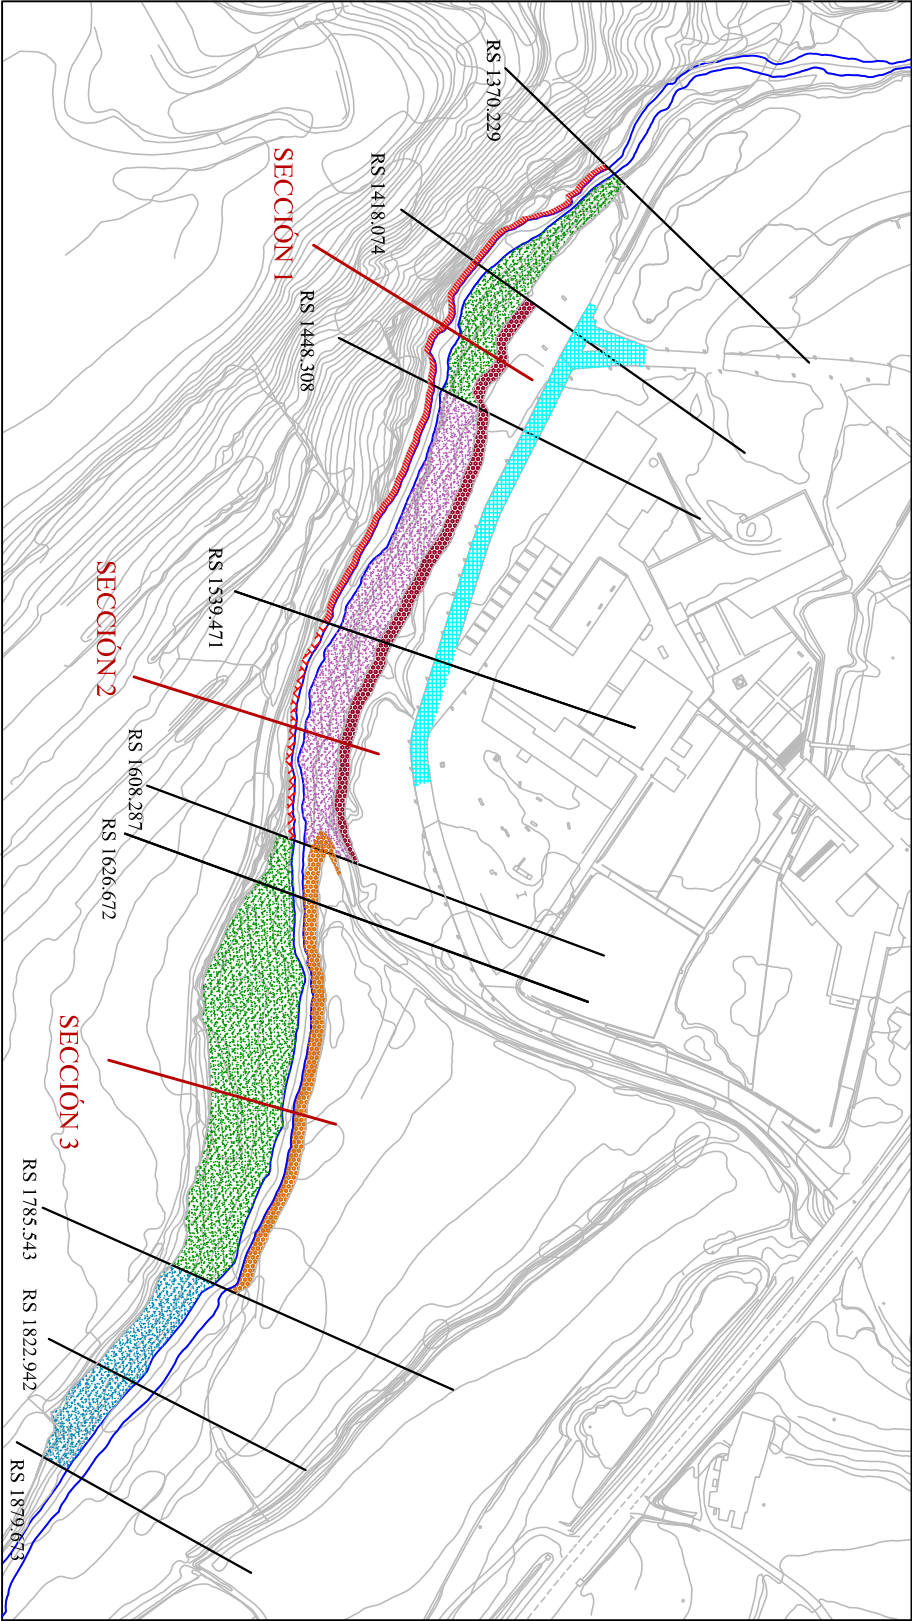 RS 1370.229
RS 1418.074
SECCIÓN 1
RS 1448.308
RS 1539.471
SECCIÓN 2
RS 1608.287
RS 1626.672
SECCIÓN 3
RS 1785.543
RS 1822.942
RS 1879.673